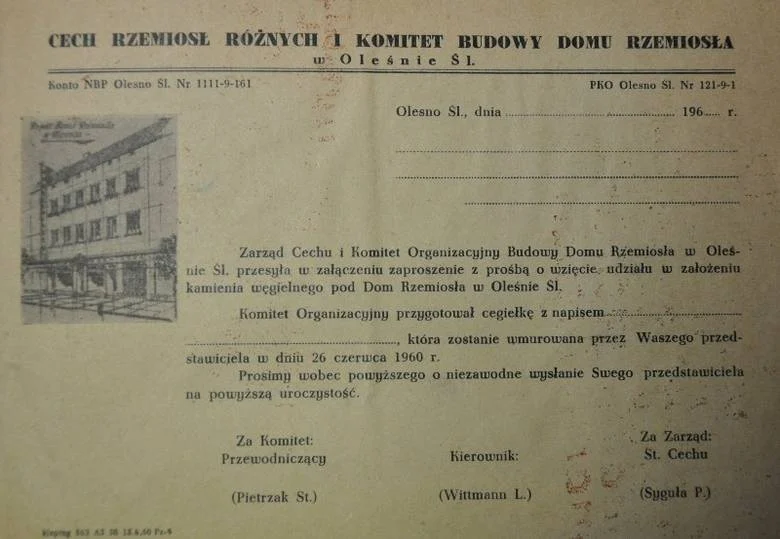 CECH RZEMIOSŁ RÓŻNYCH I KOMITET BUDOWY DOMU RZEMIOSŁA
w Oleśnie Śl.
Konto NBP Olesno Śl. Nr 1111-9-161
PKO Olesno Śl. Nr 121-9-1
Olesno Śl., dnia ........................ 196..... r.
Zarząd Cechu i Komitet Organizacyjny Budowy Domu Rzemiosła w Oleś-
nie Śl. przesyła w załączeniu zaproszenie z prośbą o wzięcie udziału w założeniu
kamienia węgielnego pod Dom Rzemiosła w Oleśnie Śl.
Komitet Organizacyjny przygotował cegiełkę z napisem........................
........................, która zostanie wmurowana przez Waszego przed-
stawiciela w dniu 26 czerwca 1960 r.
Prosimy wobec powyższego o niezawodne wysłanie Swego przedstawiciela
na powyższą uroczystość.
Za Komitet:
Przewodniczący
(Pietrzak St.)
Kierownik:
(Wittmann L.)
Za Zarząd:
St. Cechu
(Syguła P.)